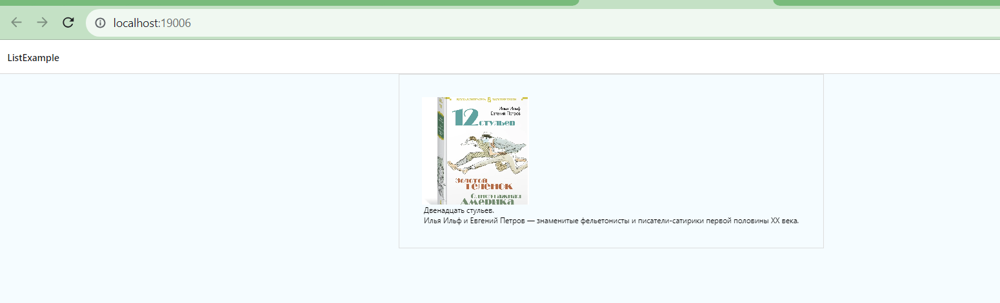 localhost:19006
ListExample
Илья Ильф
Евгений Петров
12 стульев
Золотой
теленок
Одноэтажная
Америка
Двенадцать стульев.
Илья Ильф и Евгений Петров — знаменитые фельетонисты и писатели-сатирики первой половины XX века.